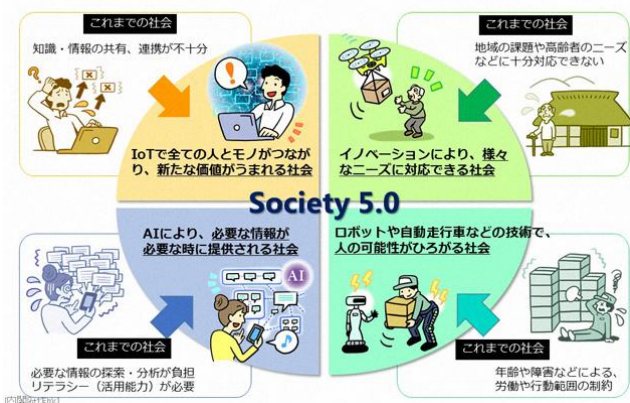 これまでの社会
知識・情報の共有、連携が不十分
IoTで全ての人とモノがつなが
り、新たな価値がうまれる社会
これまでの社会
地域の課題や高齢者のニーズ
などに十分対応できない
イノベーションにより、様々
なニーズに対応できる社会
Society 5.0
AIにより、必要な情報が
必要な時に提供される社会
AI
これまでの社会
必要な情報の探索・分析が負担
リテラシー（活用能力）が必要
ロボットや自動走行車などの技術で、
人の可能性がひろがる社会
これまでの社会
年齢や障害などによる、
労働や行動範囲の制約